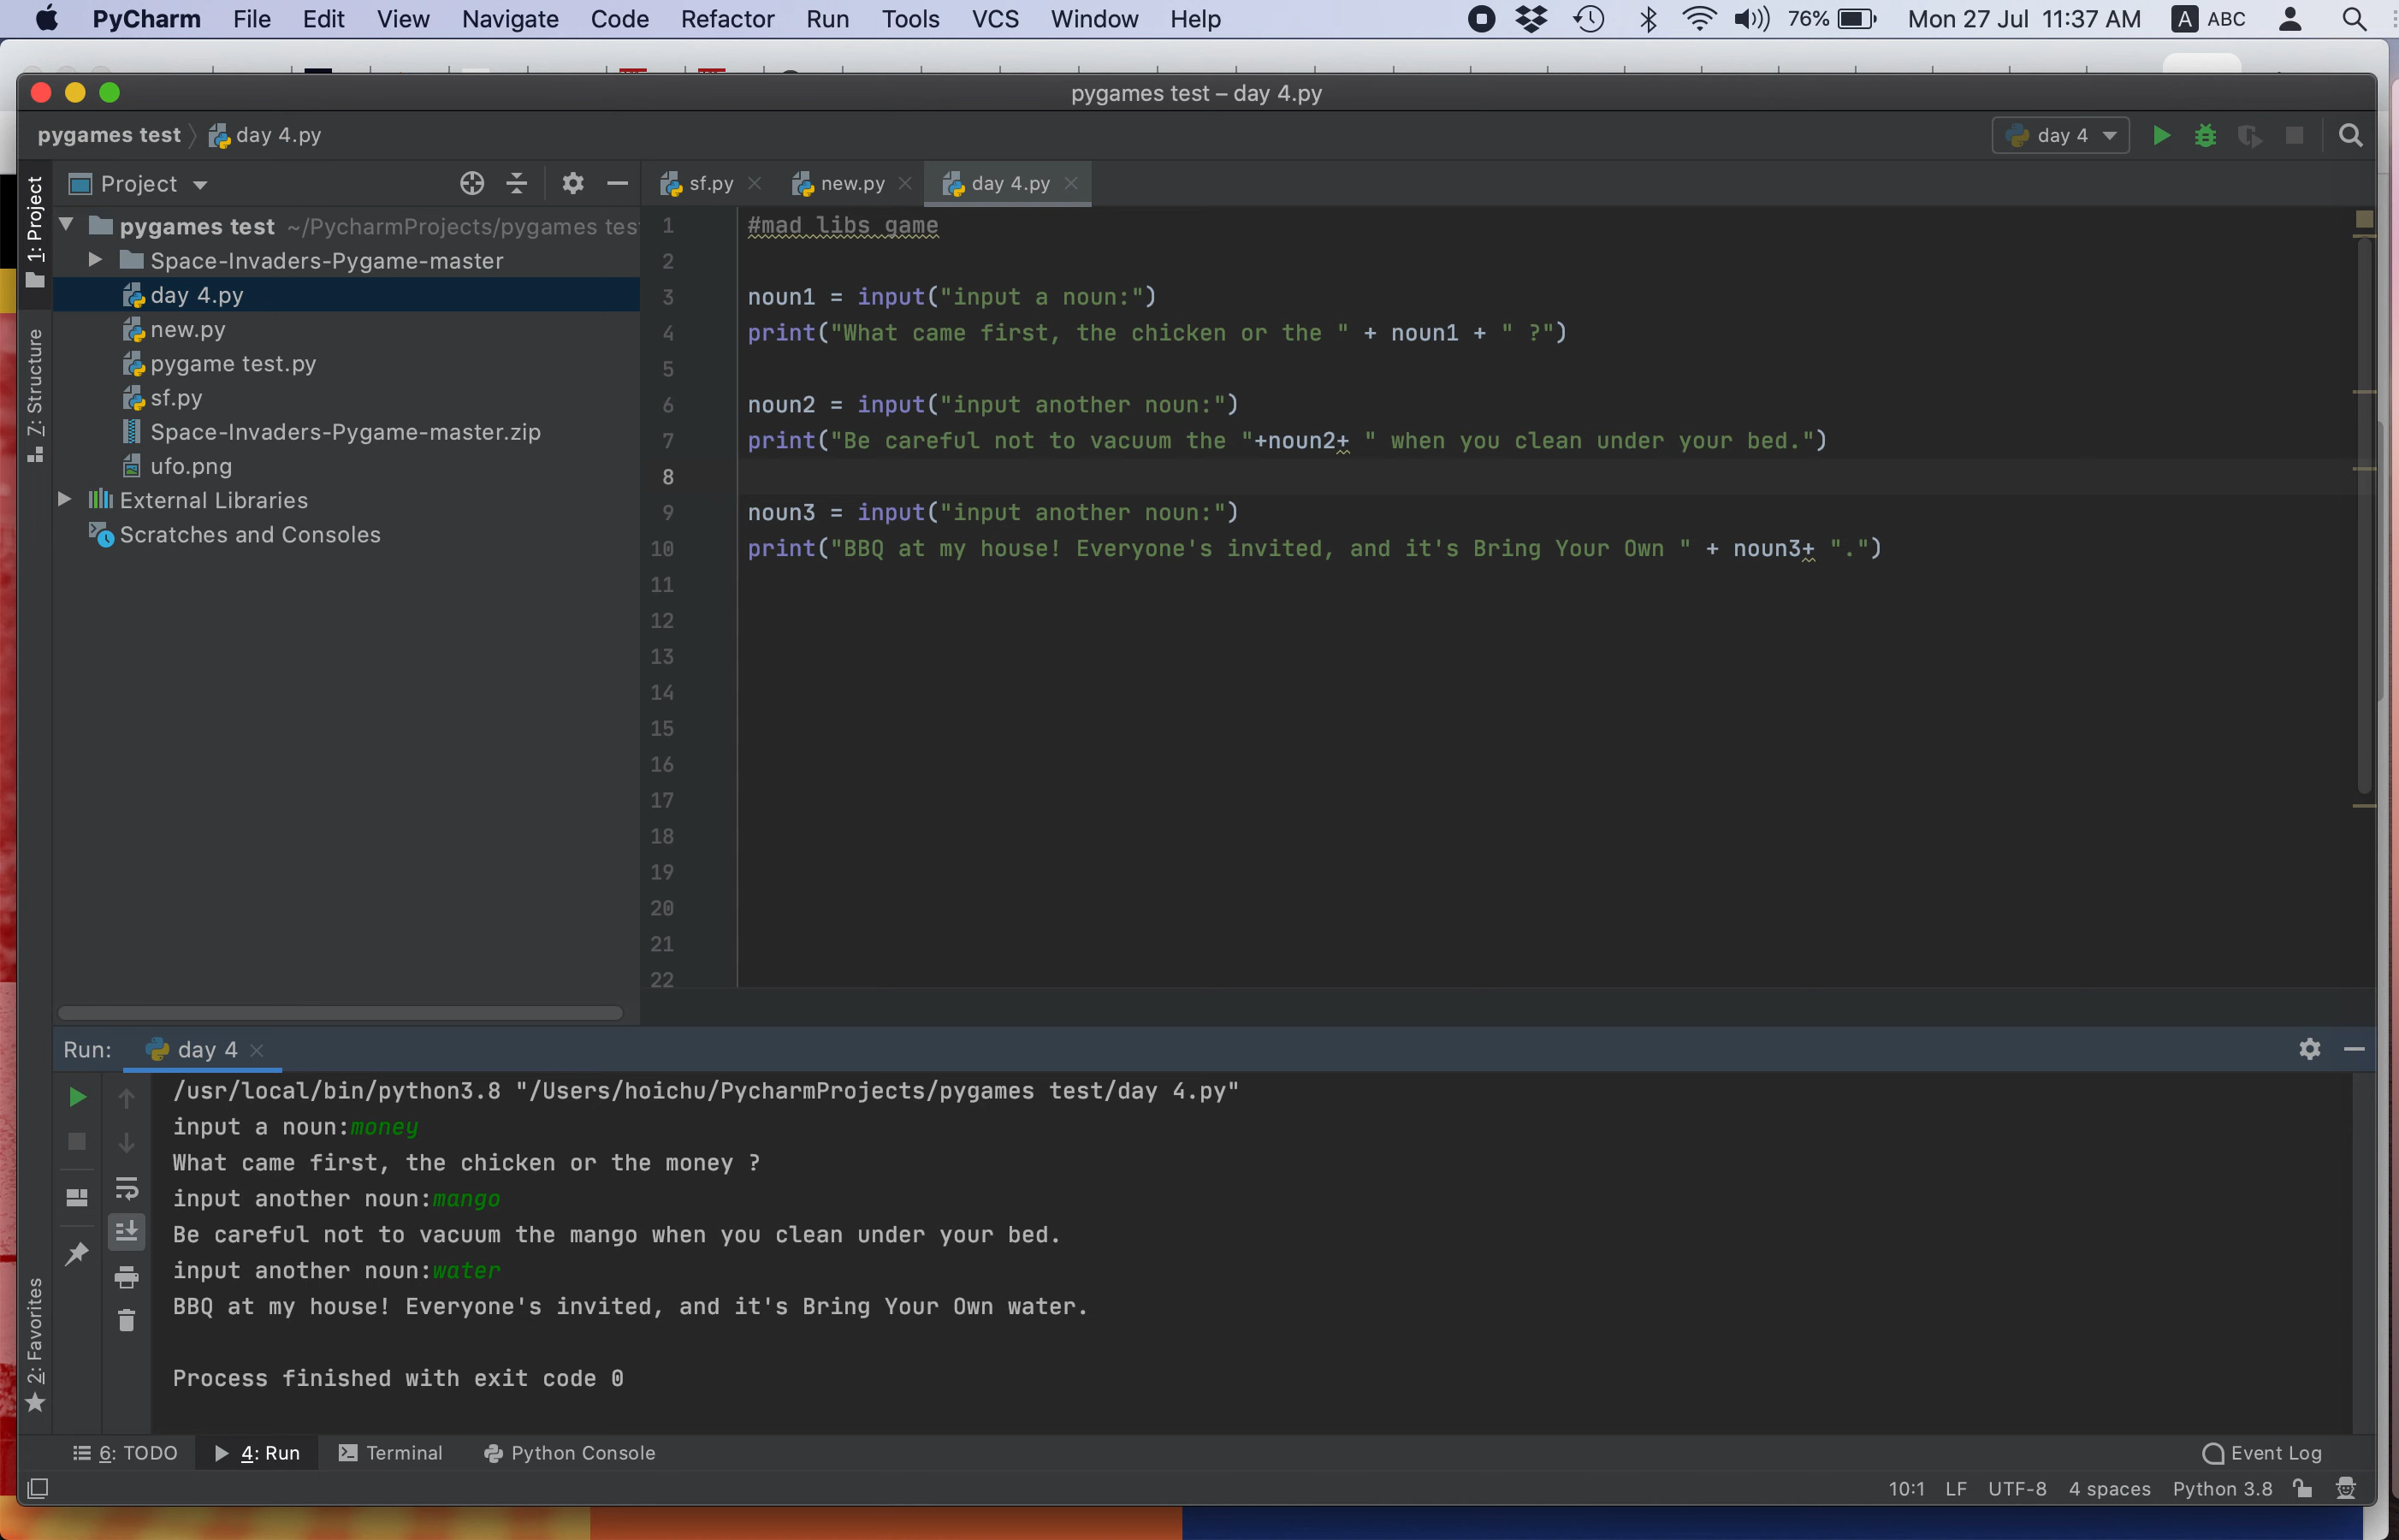 PyCharm File Edit View Navigate Code Refactor Run Tools VCS Window Help 76% Mon 27 Jul 11:37 AM A ABC
pygames test – day 4.py
pygames test day 4.py day 4
1: Project
Project
sf.py new.py day 4.py
pygames test ~/PycharmProjects/pygames tes
Space-Invaders-Pygame-master
day 4.py
new.py
pygame test.py
sf.py
Space-Invaders-Pygame-master.zip
ufo.png
External Libraries
Scratches and Consoles
7: Structure
1 #mad libs game
2
3 noun1 = input("input a noun:")
4 print("What came first, the chicken or the " + noun1 + " ?")
5
6 noun2 = input("input another noun:")
7 print("Be careful not to vacuum the "+noun2+ " when you clean under your bed.")
8
9 noun3 = input("input another noun:")
10 print("BBQ at my house! Everyone's invited, and it's Bring Your Own " + noun3+ ".")
11
12
13
14
15
16
17
18
19
20
21
22
Run: day 4
/usr/local/bin/python3.8 "/Users/hoichu/PycharmProjects/pygames test/day 4.py"
input a noun:money
What came first, the chicken or the money ?
input another noun:mango
Be careful not to vacuum the mango when you clean under your bed.
input another noun:water
BBQ at my house! Everyone's invited, and it's Bring Your Own water.
Process finished with exit code 0
2: Favorites
6: TODO 4: Run Terminal Python Console Event Log
10:1 LF UTF-8 4 spaces Python 3.8